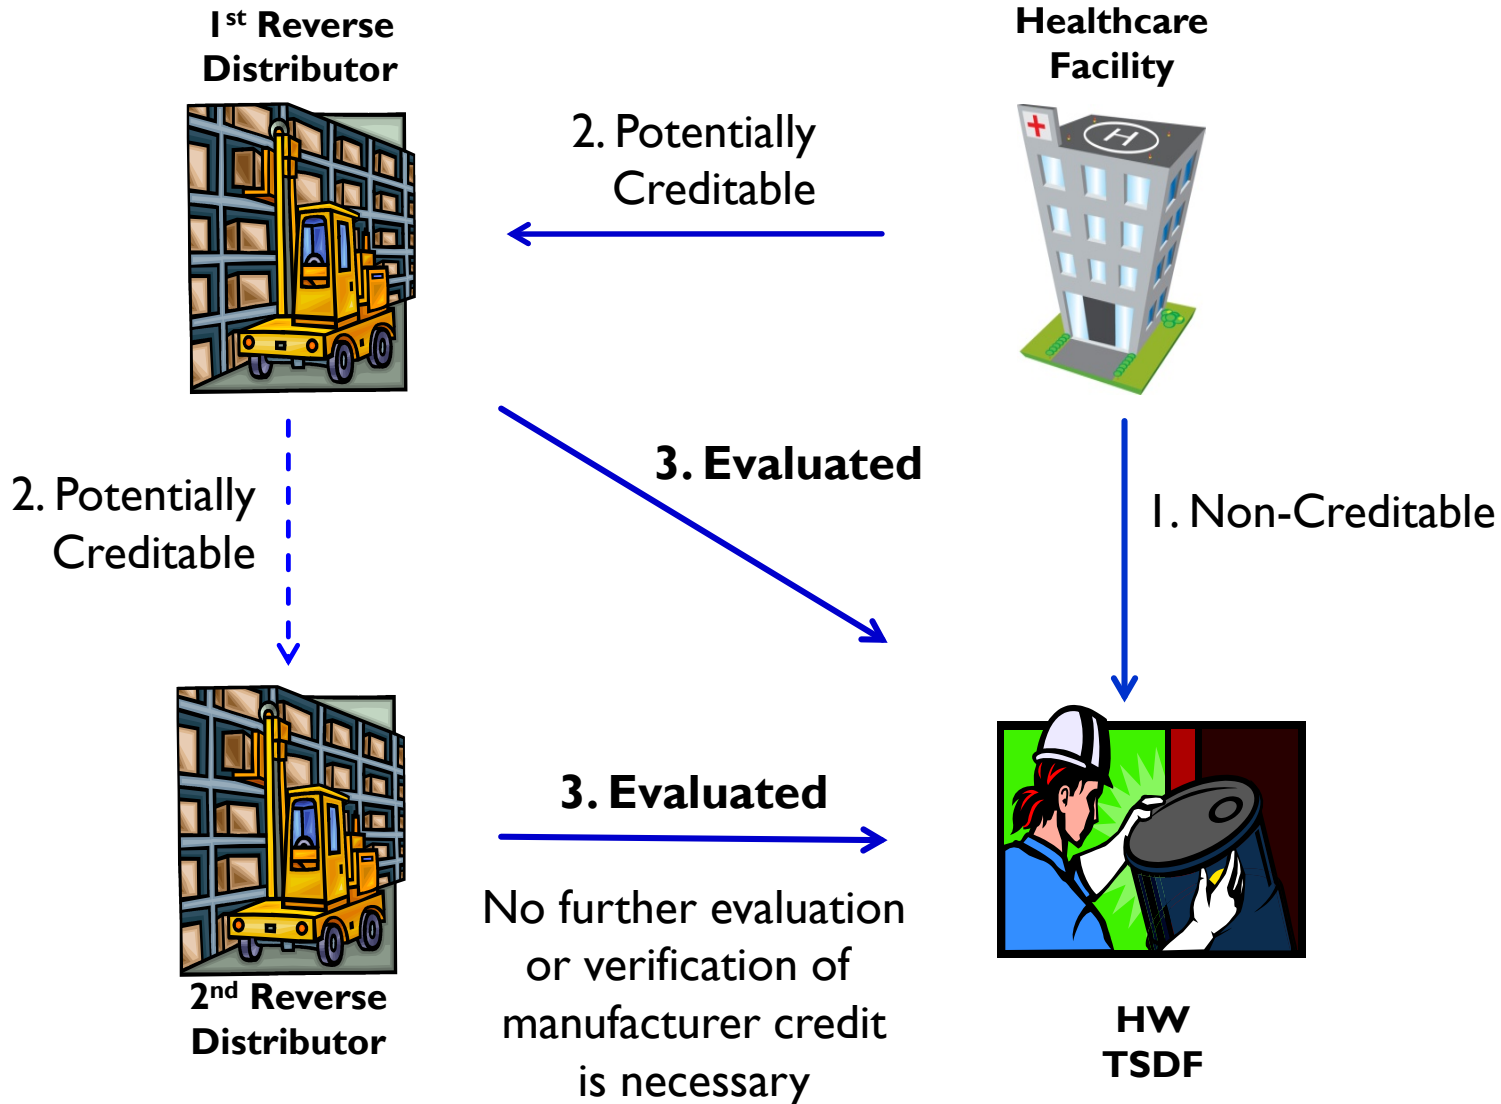 1st Reverse
Distributor
Healthcare
Facility
H
2. Potentially
Creditable
3. Evaluated
2. Potentially
Creditable
1. Non-Creditable
3. Evaluated
No further evaluation
or verification of
manufacturer credit
is necessary
2nd Reverse
Distributor
HW
TSDF